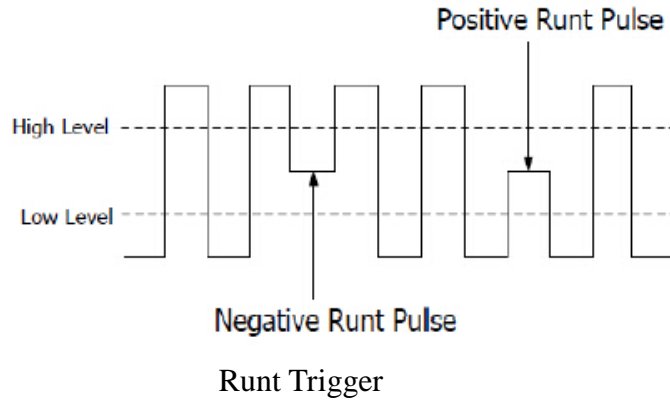 Positive Runt Pulse
High Level
Low Level
Negative Runt Pulse
Runt Trigger